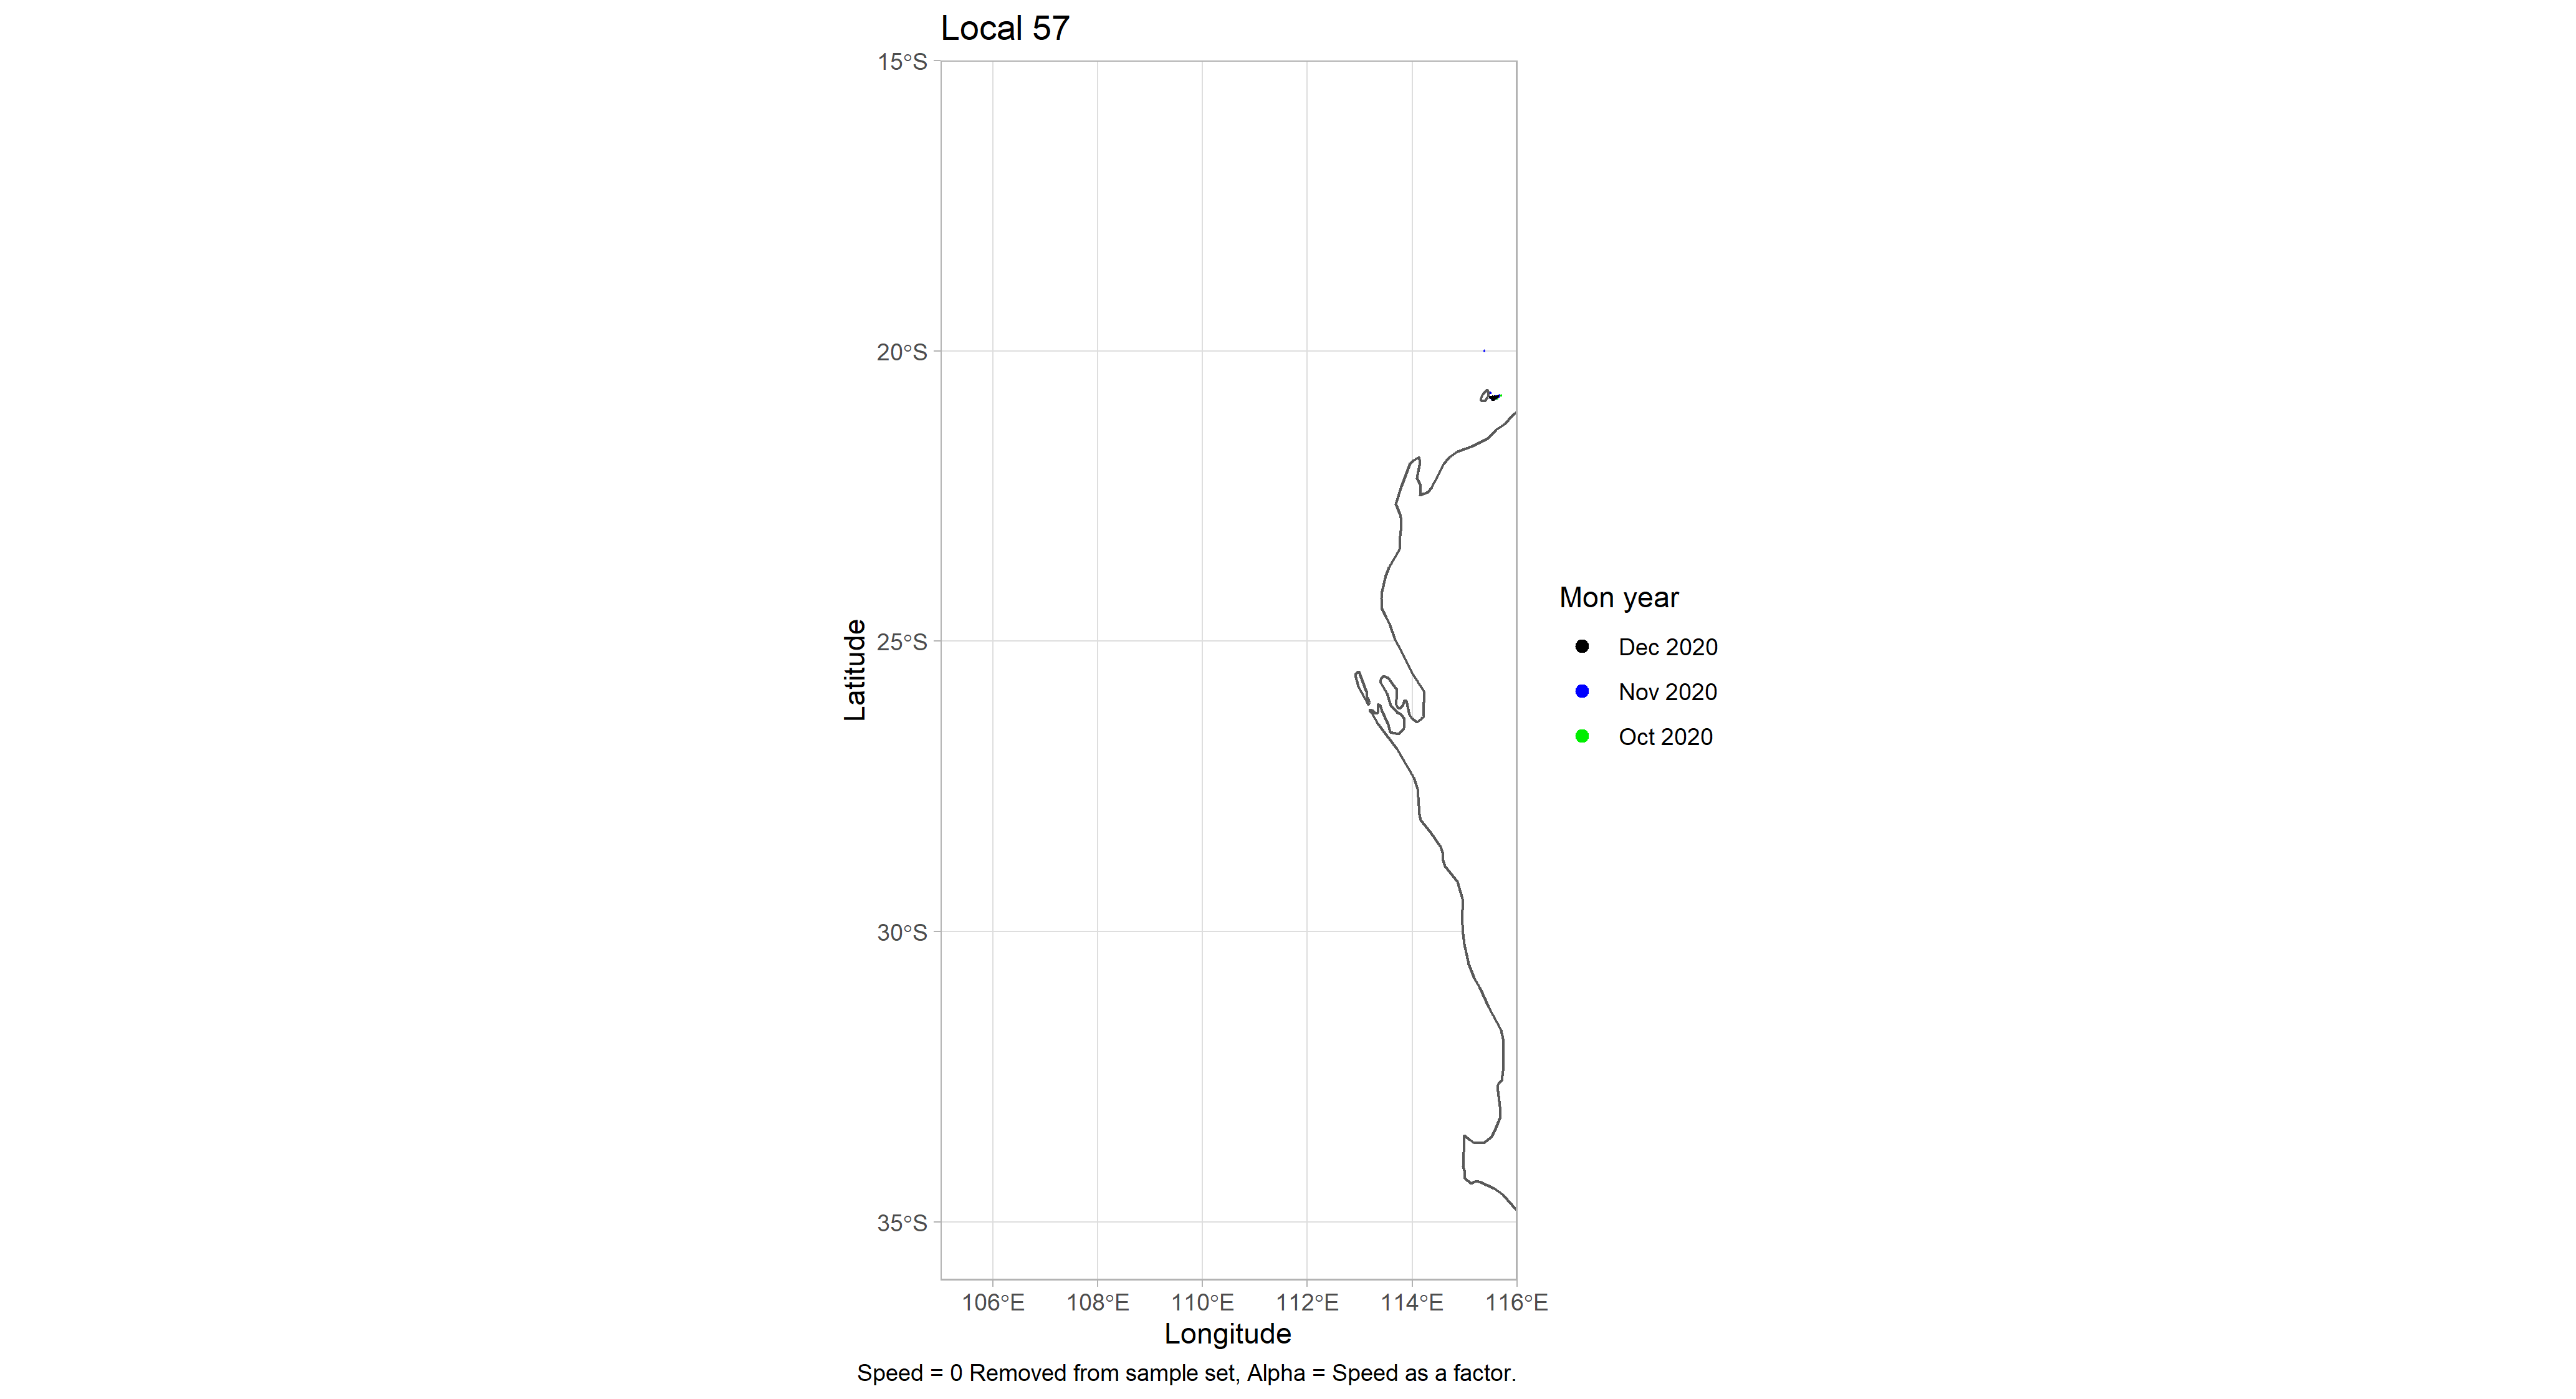 Local 57
15°S
20°S
25°S
30°S
35°S
Latitude
106°E 108°E 110°E 112°E 114°E 116°E
Longitude
Speed = 0 Removed from sample set, Alpha = Speed as a factor.
Mon year
Dec 2020
Nov 2020
Oct 2020